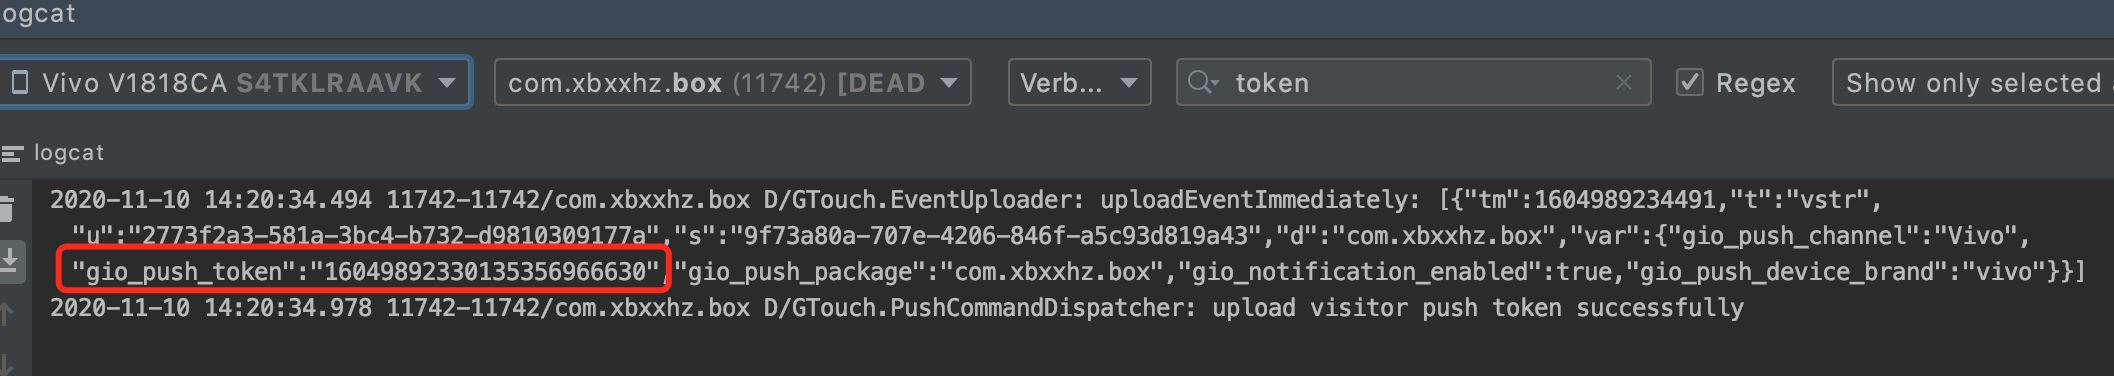 ogcat
Vivo V1818CA S4TKLRAAVK com.xbxxhz.box (11742) [DEAD Verb... token Regex Show only selected
logcat
2020-11-10 14:20:34.494 11742-11742/com.xbxxhz.box D/GTouch.EventUploader: uploadEventImmediately: [{"tm":1604989234491,"t":"vstr",
"u":"2773f2a3-581a-3bc4-b732-d9810309177a","s":"9f73a80a-707e-4206-846f-a5c93d819a43","d":"com.xbxxhz.box","var":{"gio_push_channel":"Vivo",
"gio_push_token":"16049892330135356966630","gio_push_package":"com.xbxxhz.box","gio_notification_enabled":true,"gio_push_device_brand":"vivo"}}]
2020-11-10 14:20:34.978 11742-11742/com.xbxxhz.box D/GTouch.PushCommandDispatcher: upload visitor push token successfully